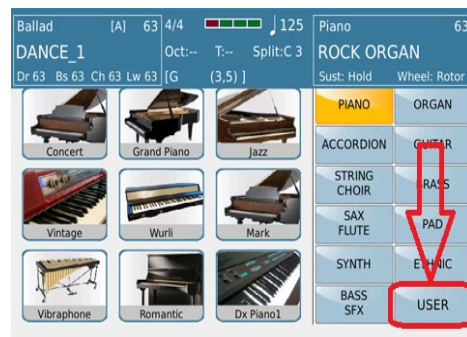 Ballad [A] 63
DANCE_1
Dr 63 Bs 63 Ch 63 Lw 63
4/4 125
Oct:-- T:-- Split:C 3
[G (3,5) ]
Piano 63
ROCK ORGAN
Sust: Hold Wheel: Rotor
Concert
Grand Piano
Jazz
Vintage
Wurli
Mark
Vibraphone
Romantic
Dx Piano1
PIANO
ORGAN
ACCORDION
GUITAR
STRING
CHOIR
BRASS
SAX
FLUTE
PAD
SYNTH
ETHNIC
BASS
SFX
USER